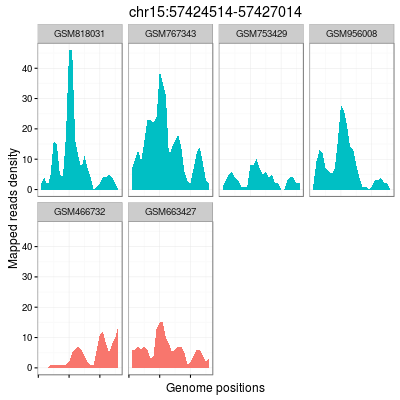 chr15:57424514-57427014
GSM818031 GSM767343 GSM753429 GSM956008
40
30
20
10
0
GSM466732 GSM663427
40
30
20
10
0
Mapped reads density
Genome positions